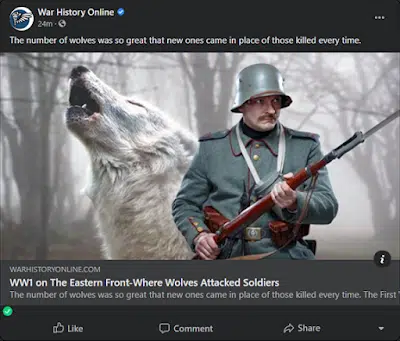 War History Online
24m
The number of wolves was so great that new ones came in place of those killed every time.
WARHISTORYONLINE.COM
WW1 on The Eastern Front-Where Wolves Attacked Soldiers
The number of wolves was so great that new ones came in place of those killed every time. The First
Like Comment Share